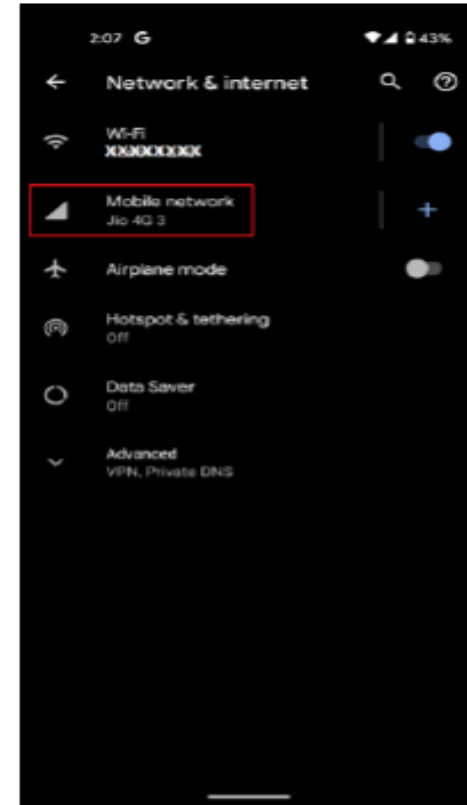 2:07 G 43%
Network & internet
Wi-Fi
XXXXXXXX
Mobile network
Jio 4G 3
Airplane mode
Hotspot & tethering
Off
Data Saver
Off
Advanced
VPN, Private DNS